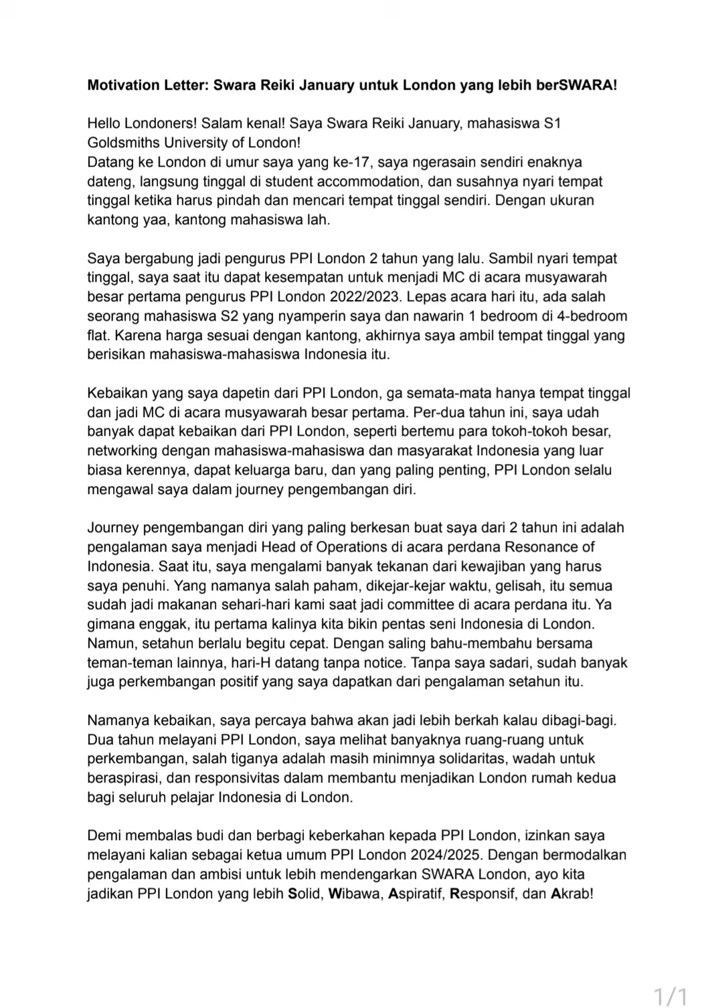 Motivation Letter: Swara Reiki January untuk London yang lebih berSWARA!
Hello Londoners! Salam kenal! Saya Swara Reiki January, mahasiswa S1
Goldsmiths University of London!
Datang ke London di umur saya yang ke-17, saya ngerasain sendiri enaknya
dateng, langsung tinggal di student accommodation, dan susahnya nyari tempat
tinggal ketika harus pindah dan mencari tempat tinggal sendiri. Dengan ukuran
kantong yaa, kantong mahasiswa lah.
Saya bergabung jadi pengurus PPI London 2 tahun yang lalu. Sambil nyari tempat
tinggal, saya saat itu dapat kesempatan untuk menjadi MC di acara musyawarah
besar pertama pengurus PPI London 2022/2023. Lepas acara hari itu, ada salah
seorang mahasiswa S2 yang nyamperin saya dan nawarin 1 bedroom di 4-bedroom
flat. Karena harga sesuai dengan kantong, akhirnya saya ambil tempat tinggal yang
berisikan mahasiswa-mahasiswa Indonesia itu.
Kebaikan yang saya dapetin dari PPI London, ga semata-mata hanya tempat tinggal
dan jadi MC di acara musyawarah besar pertama. Per-dua tahun ini, saya udah
banyak dapat kebaikan dari PPI London, seperti bertemu para tokoh-tokoh besar,
networking dengan mahasiswa-mahasiswa dan masyarakat Indonesia yang luar
biasa kerennya, dapat keluarga baru, dan yang paling penting, PPI London selalu
mengawal saya dalam journey pengembangan diri.
Journey pengembangan diri yang paling berkesan buat saya dari 2 tahun ini adalah
pengalaman saya menjadi Head of Operations di acara perdana Resonance of
Indonesia. Saat itu, saya mengalami banyak tekanan dari kewajiban yang harus
saya penuhi. Yang namanya salah paham, dikejar-kejar waktu, gelisah, itu semua
sudah jadi makanan sehari-hari kami saat jadi committee di acara perdana itu. Ya
gimana enggak, itu pertama kalinya kita bikin pentas seni Indonesia di London.
Namun, setahun berlalu begitu cepat. Dengan saling bahu-membahu bersama
teman-teman lainnya, hari-H datang tanpa notice. Tanpa saya sadari, sudah banyak
juga perkembangan positif yang saya dapatkan dari pengalaman setahun itu.
Namanya kebaikan, saya percaya bahwa akan jadi lebih berkah kalau dibagi-bagi.
Dua tahun melayani PPI London, saya melihat banyaknya ruang-ruang untuk
perkembangan, salah tiganya adalah masih minimnya solidaritas, wadah untuk
beraspirasi, dan responsivitas dalam membantu menjadikan London rumah kedua
bagi seluruh pelajar Indonesia di London.
Demi membalas budi dan berbagi keberkahan kepada PPI London, izinkan saya
melayani kalian sebagai ketua umum PPI London 2024/2025. Dengan bermodalkan
pengalaman dan ambisi untuk lebih mendengarkan SWARA London, ayo kita
jadikan PPI London yang lebih Solid, Wibawa, Aspiratif, Responsif, dan Akrab!
1/1